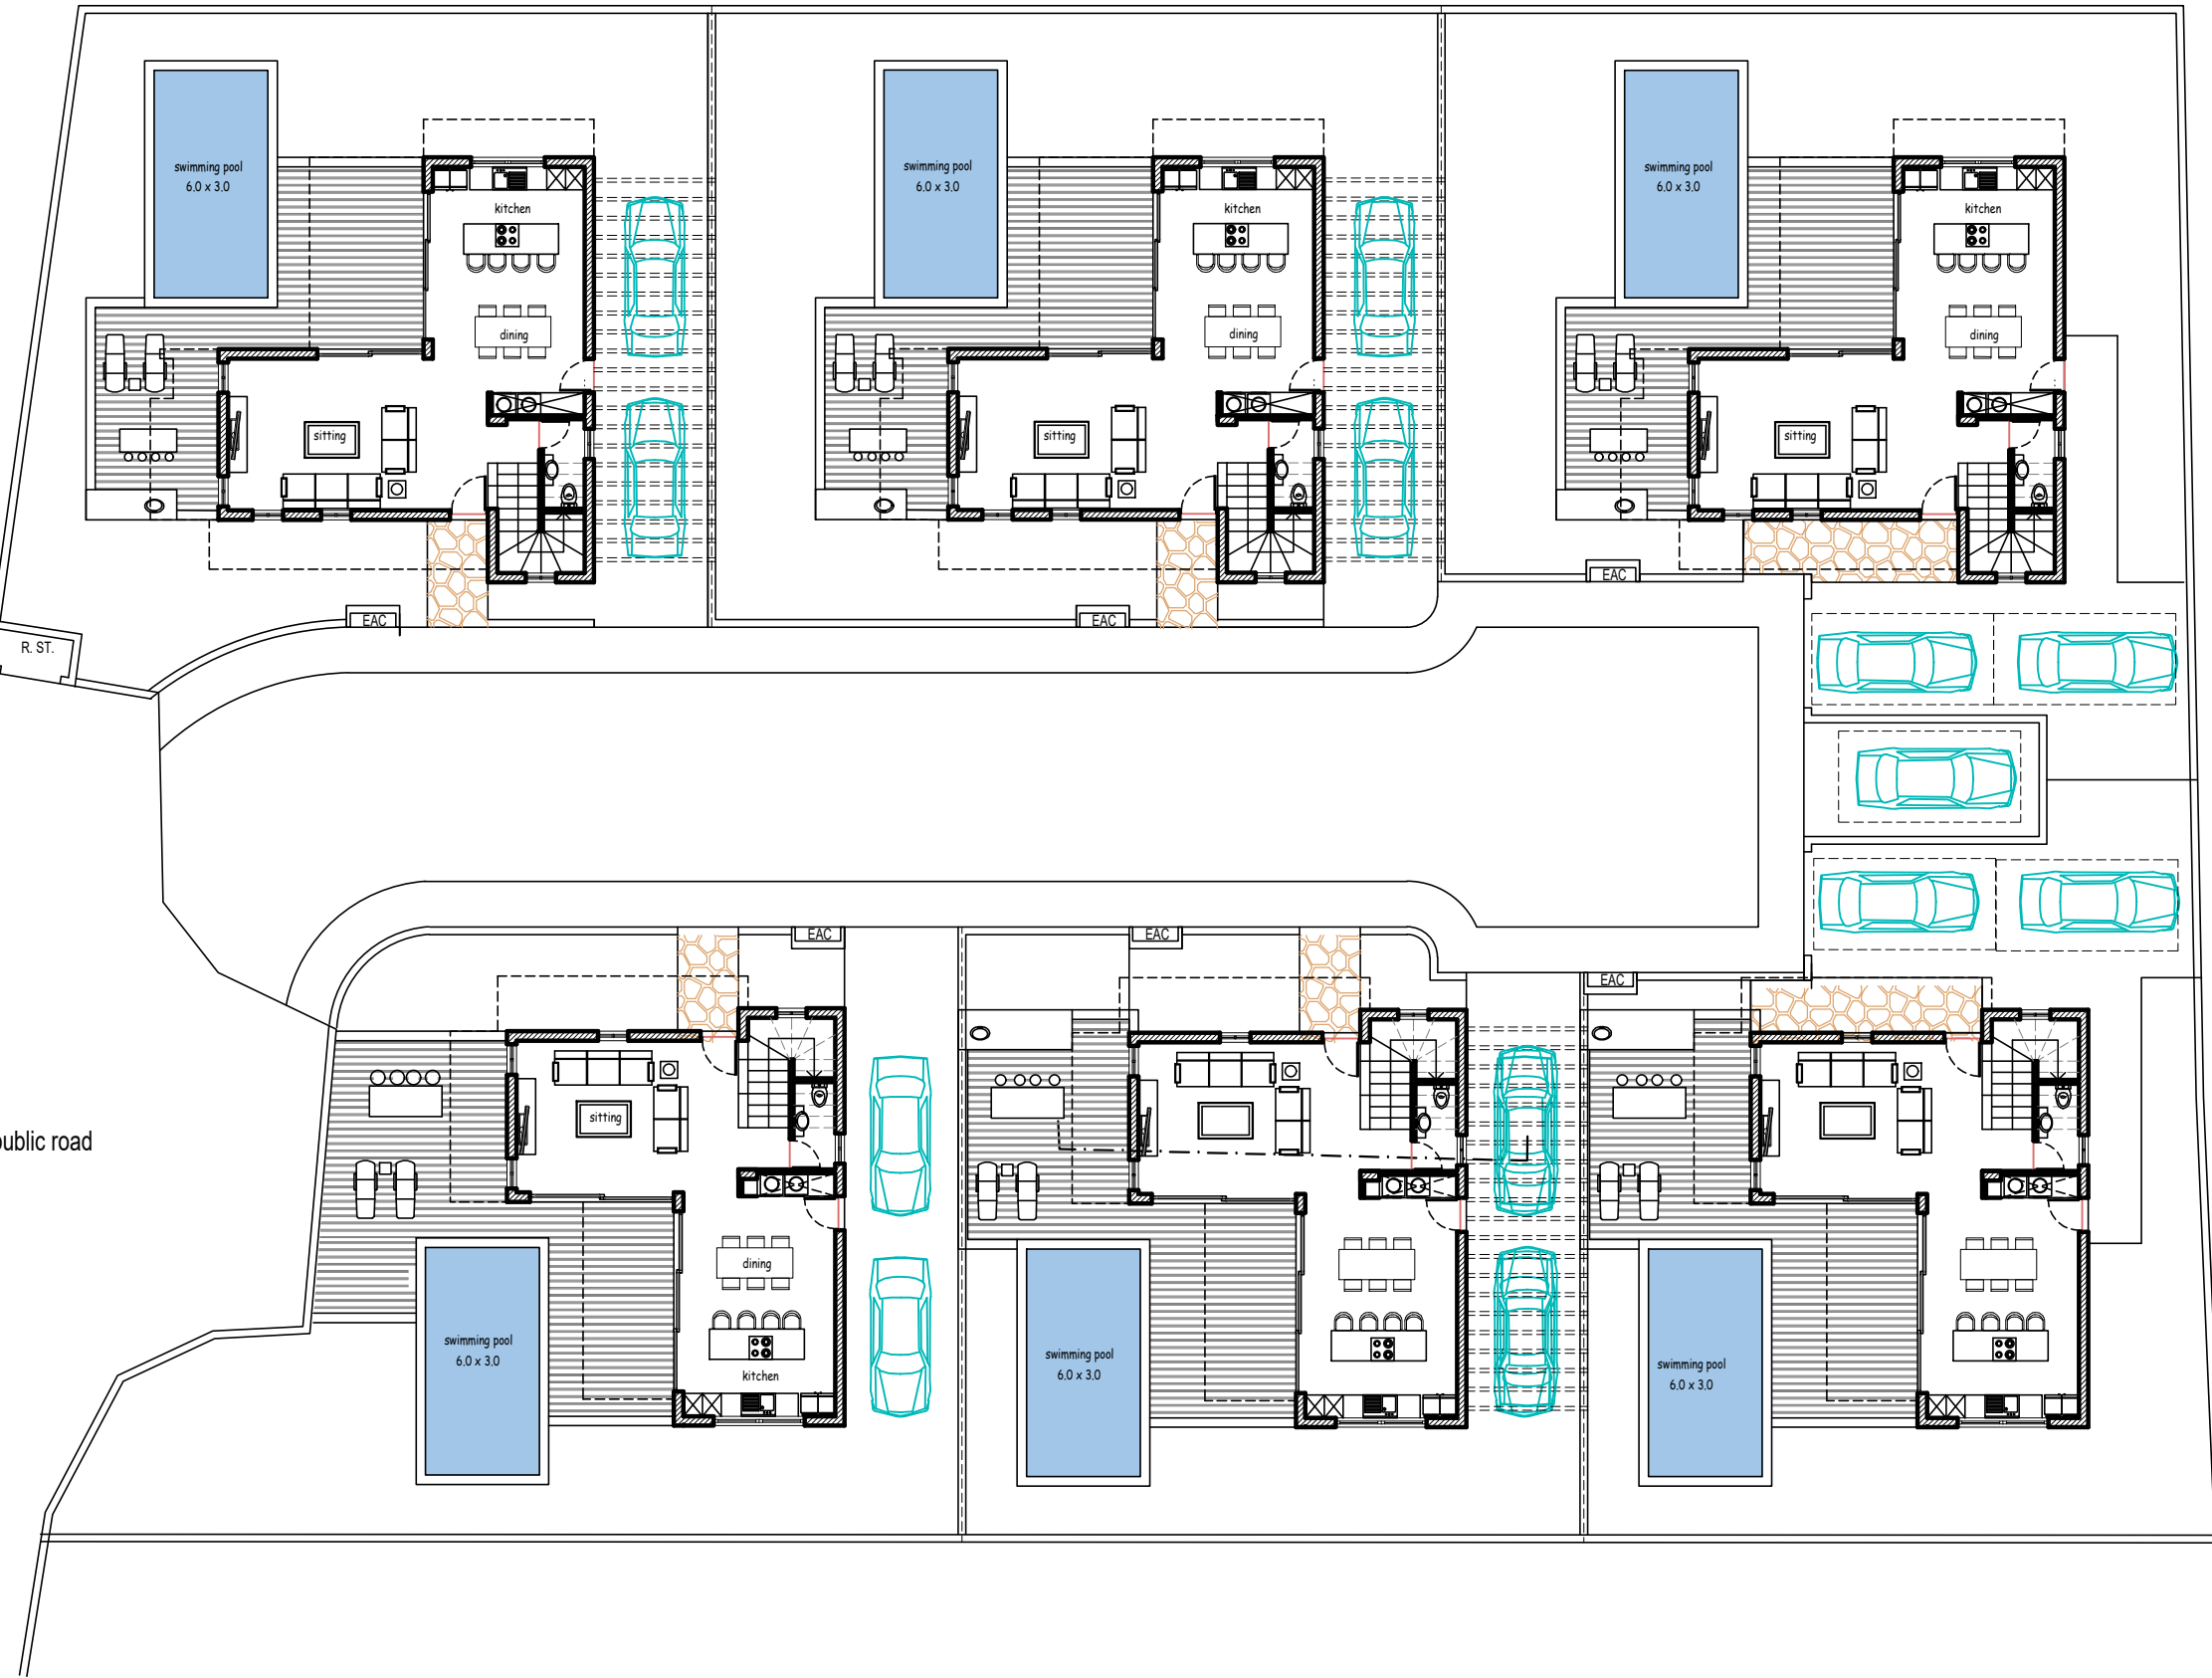 swimming pool
6.0 x 3.0
kitchen
dining
sitting
EAC
swimming pool
6.0 x 3.0
kitchen
dining
sitting
EAC
swimming pool
6.0 x 3.0
kitchen
dining
sitting
EAC
R. ST.
EAC
sitting
dining
kitchen
swimming pool
6.0 x 3.0
EAC
swimming pool
6.0 x 3.0
EAC
swimming pool
6.0 x 3.0
public road